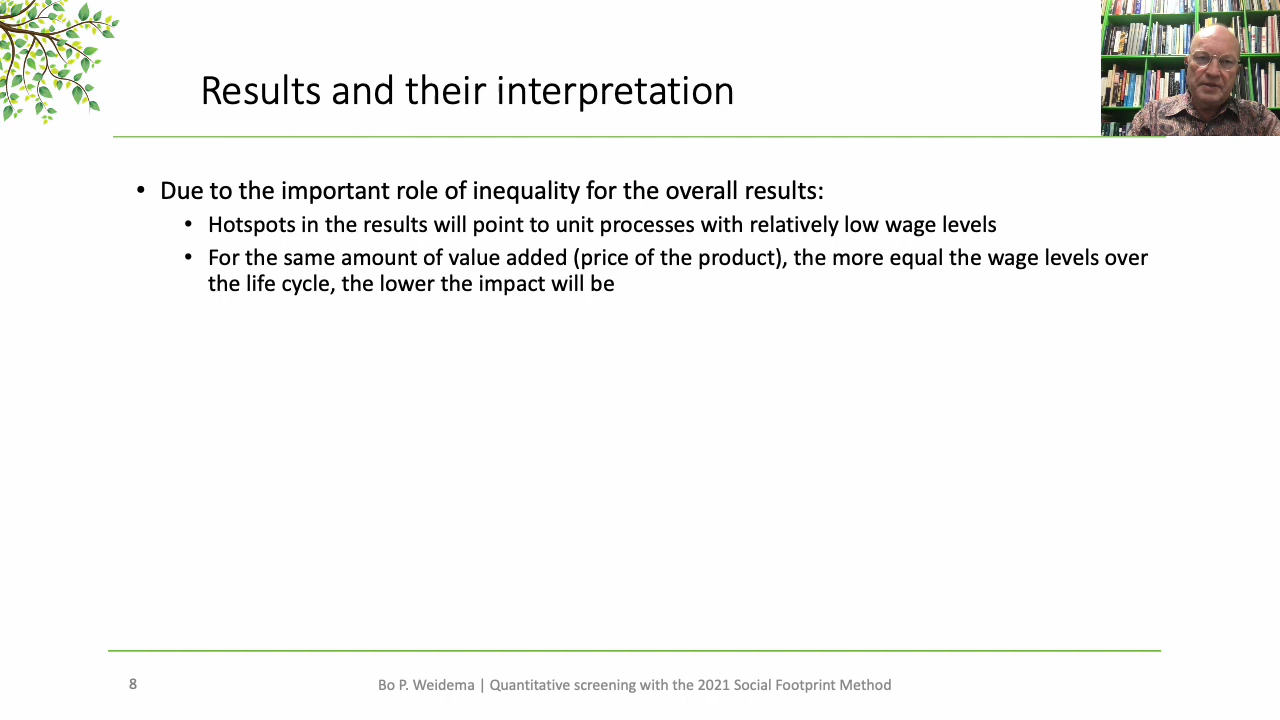 Results and their interpretation
• Due to the important role of inequality for the overall results:
• Hotspots in the results will point to unit processes with relatively low wage levels
• For the same amount of value added (price of the product), the more equal the wage levels over
the life cycle, the lower the impact will be
8
Bo P. Weidema | Quantitative screening with the 2021 Social Footprint Method